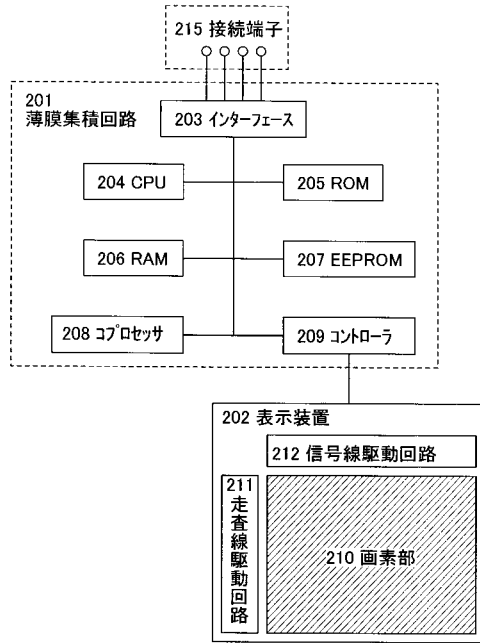 215 接続端子
201
薄膜集積回路
203 インターフェース
204 CPU
205 ROM
206 RAM
207 EEPROM
208 コプロセッサ
209 コントローラ
202 表示装置
212 信号線駆動回路
211 走査線駆動回路
210 画素部